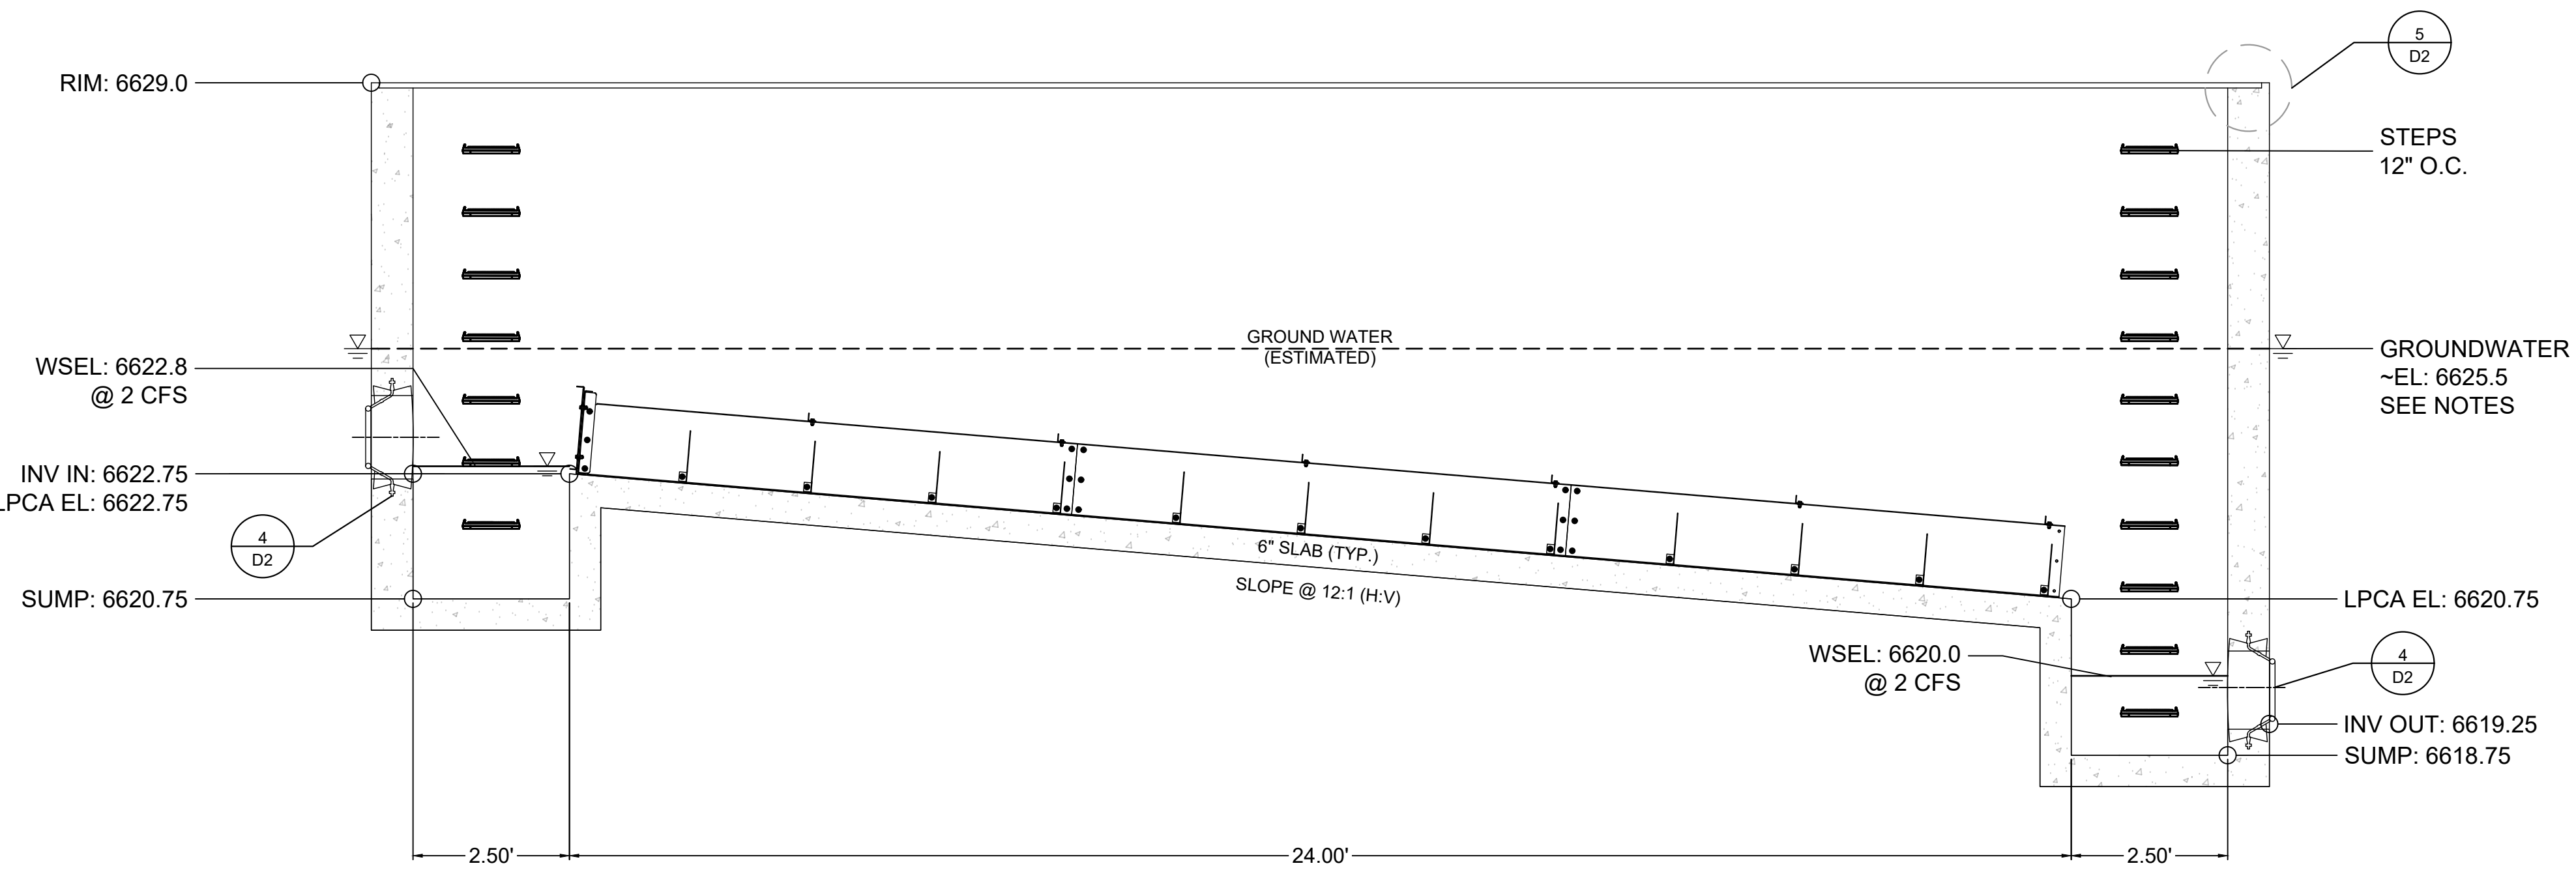 RIM: 6629.0
5
D2
STEPS
12" O.C.
GROUND WATER
(ESTIMATED)
GROUNDWATER
~EL: 6625.5
SEE NOTES
WSEL: 6622.8
@ 2 CFS
INV IN: 6622.75
LPCA EL: 6622.75
4
D2
SUMP: 6620.75
6" SLAB (TYP.)
SLOPE @ 12:1 (H:V)
LPCA EL: 6620.75
WSEL: 6620.0
@ 2 CFS
4
D2
INV OUT: 6619.25
SUMP: 6618.75
2.50'
24.00'
2.50'